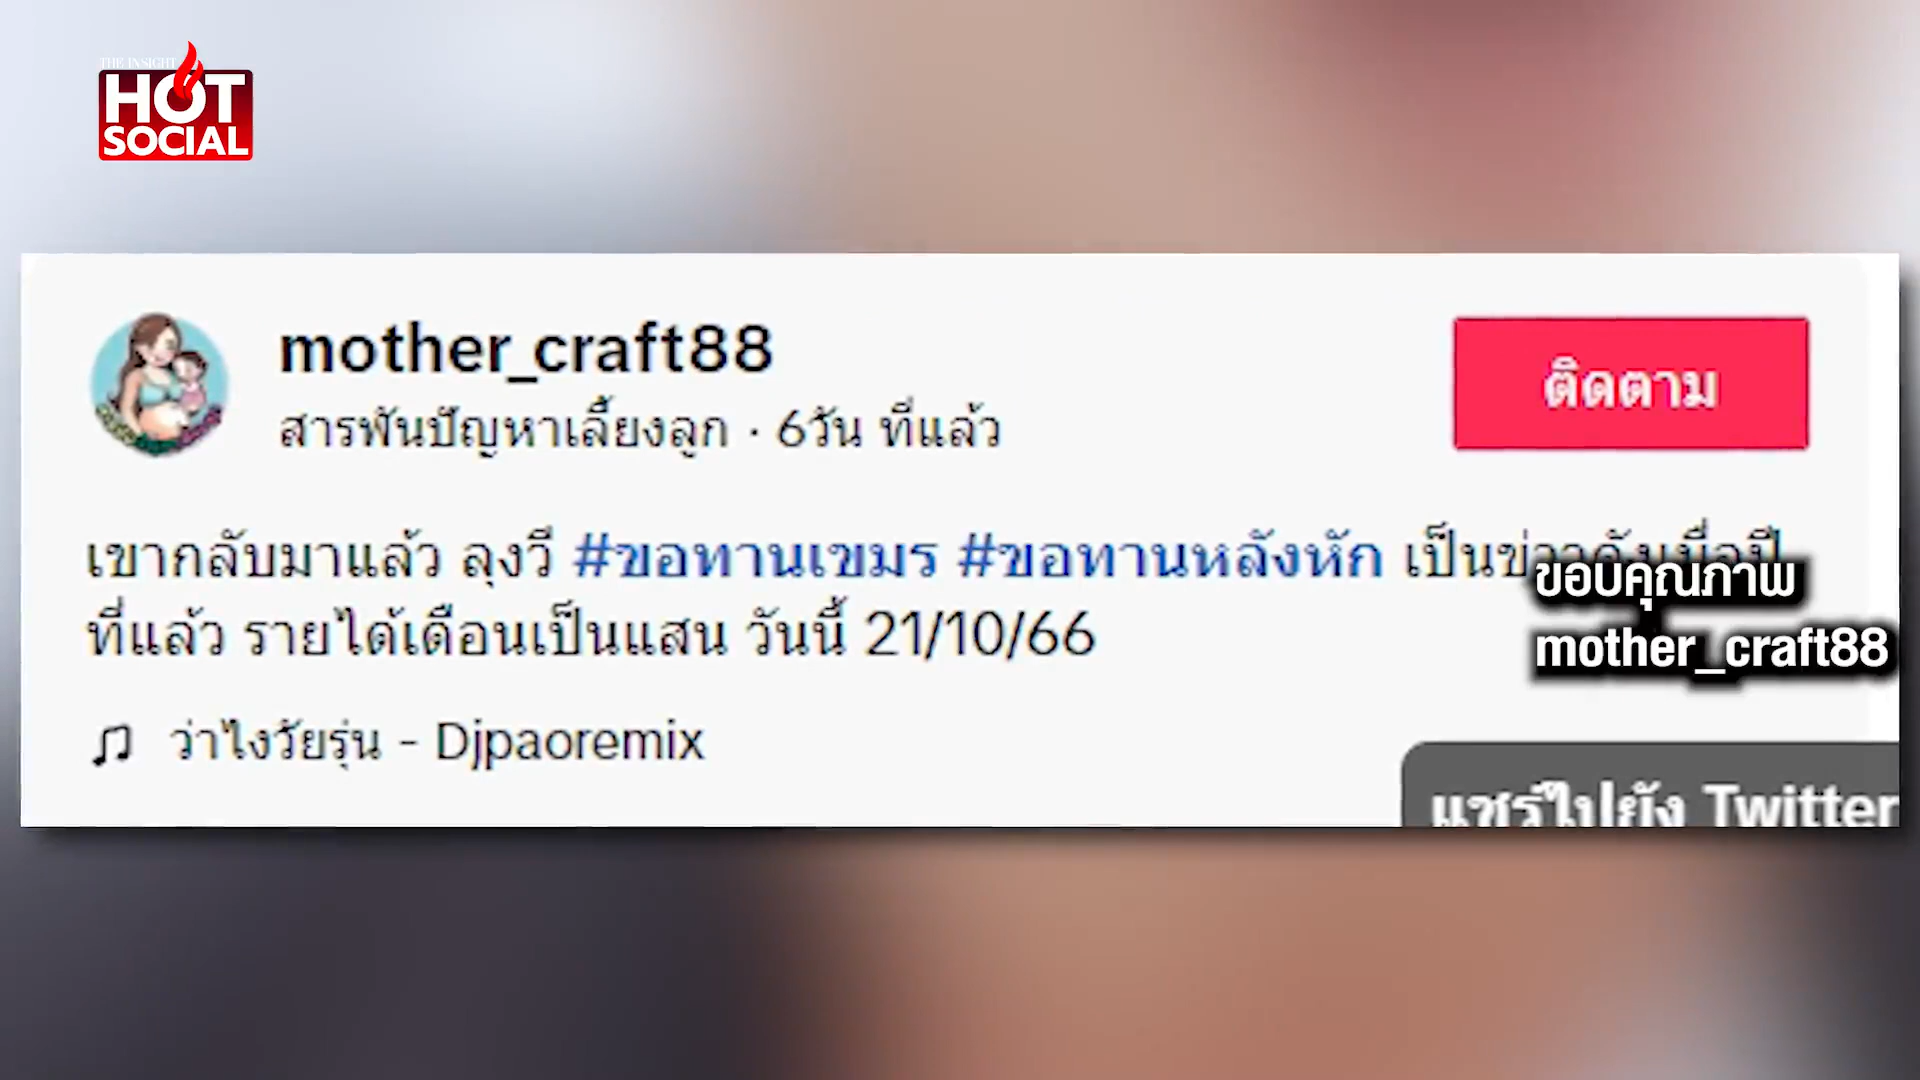 THE INSIGHT
HOT
SOCIAL
mother_craft88
สารพันปัญหาเลี้ยงลูก · 6วัน ที่แล้ว
ติดตาม
เขากลับมาแล้ว ลุงวี #ขอทานเขมร #ขอทานหลังหัก เป็นข่าวดังเมื่อปี
ที่แล้ว รายได้เดือนเป็นแสน วันนี้ 21/10/66
ขอบคุณภาพ
mother_craft88
ว่าไงวัยรุ่น - Djpaoremix
แชร์ไปยัง Twitter